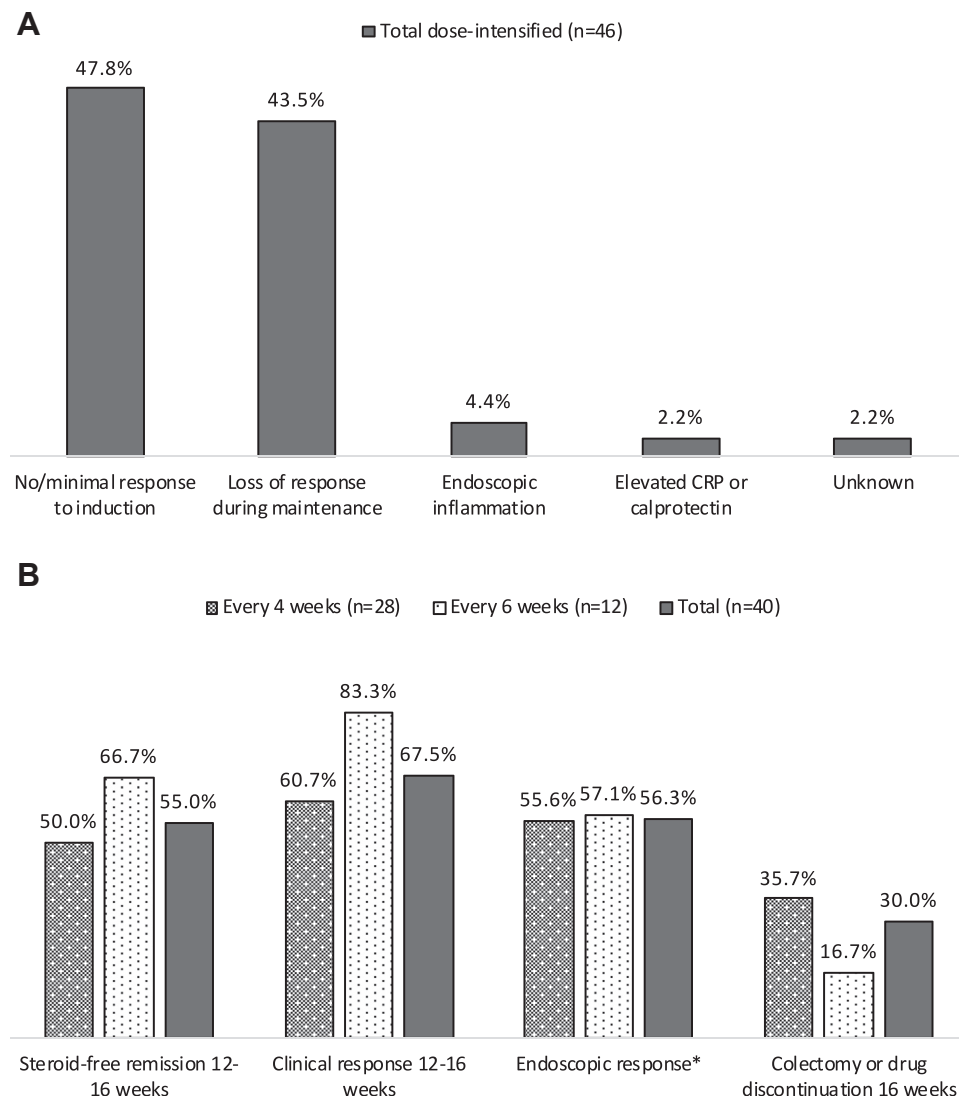 A
Total dose-intensified (n=46)
47.8%
43.5%
4.4%
2.2%
2.2%
No/minimal response
to induction
Loss of response
during maintenance
Endoscopic
inflammation
Elevated CRP or
calprotectin
Unknown
B
Every 4 weeks (n=28)
Every 6 weeks (n=12)
Total (n=40)
50.0%
66.7%
55.0%
60.7%
83.3%
67.5%
55.6%
57.1%
56.3%
35.7%
16.7%
30.0%
Steroid-free remission 12-
16 weeks
Clinical response 12-16
weeks
Endoscopic response*
Colectomy or drug
discontinuation 16 weeks